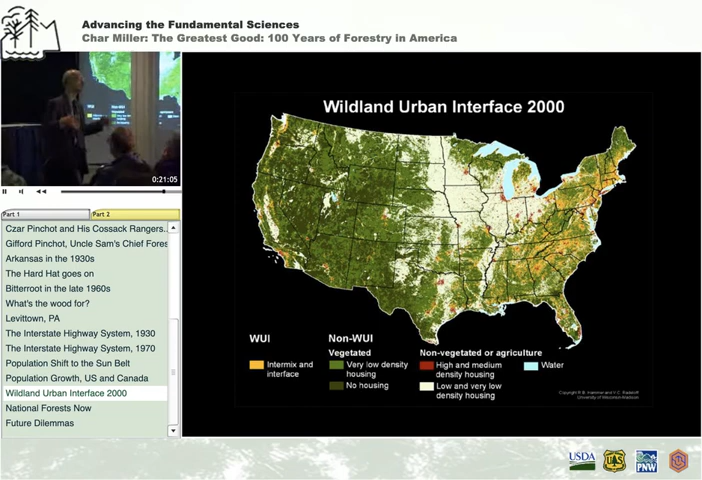 Advancing the Fundamental Sciences
Char Miller: The Greatest Good: 100 Years of Forestry in America
0:21:05
Part 1
Part 2
Czar Pinchot and His Cossack Rangers...
Gifford Pinchot, Uncle Sam's Chief Fores
Arkansas in the 1930s
The Hard Hat goes on
Bitterroot in the late 1960s
What's the wood for?
Levittown, PA
The Interstate Highway System, 1930
The Interstate Highway System, 1970
Population Shift to the Sun Belt
Population Growth, US and Canada
Wildland Urban Interface 2000
National Forests Now
Future Dilemmas
Wildland Urban Interface 2000
WUI
Intermix and
interface
Non-WUI
Vegetated
Very low density
housing
No housing
Non-vegetated or agriculture
High and medium
density housing
Low and very low
density housing
Water
University of Wisconsin-Madison
USDA
UAS
PNW